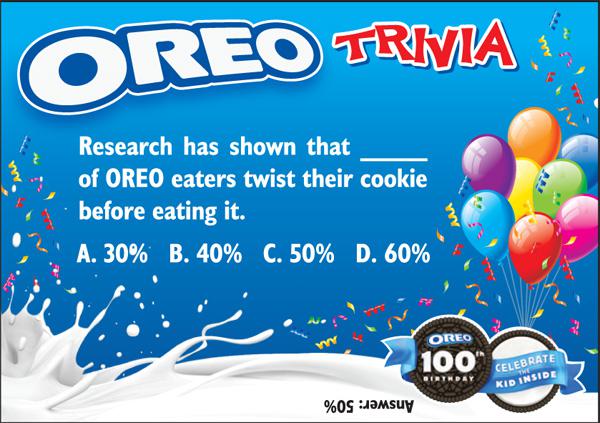 OREO TRIVIA
Research has shown that ______
of OREO eaters twist their cookie
before eating it.
A. 30% B. 40% C. 50% D. 60%
OREO
100TH
BIRTHDAY
CELEBRATE
THE
KID INSIDE
Answer: 50%